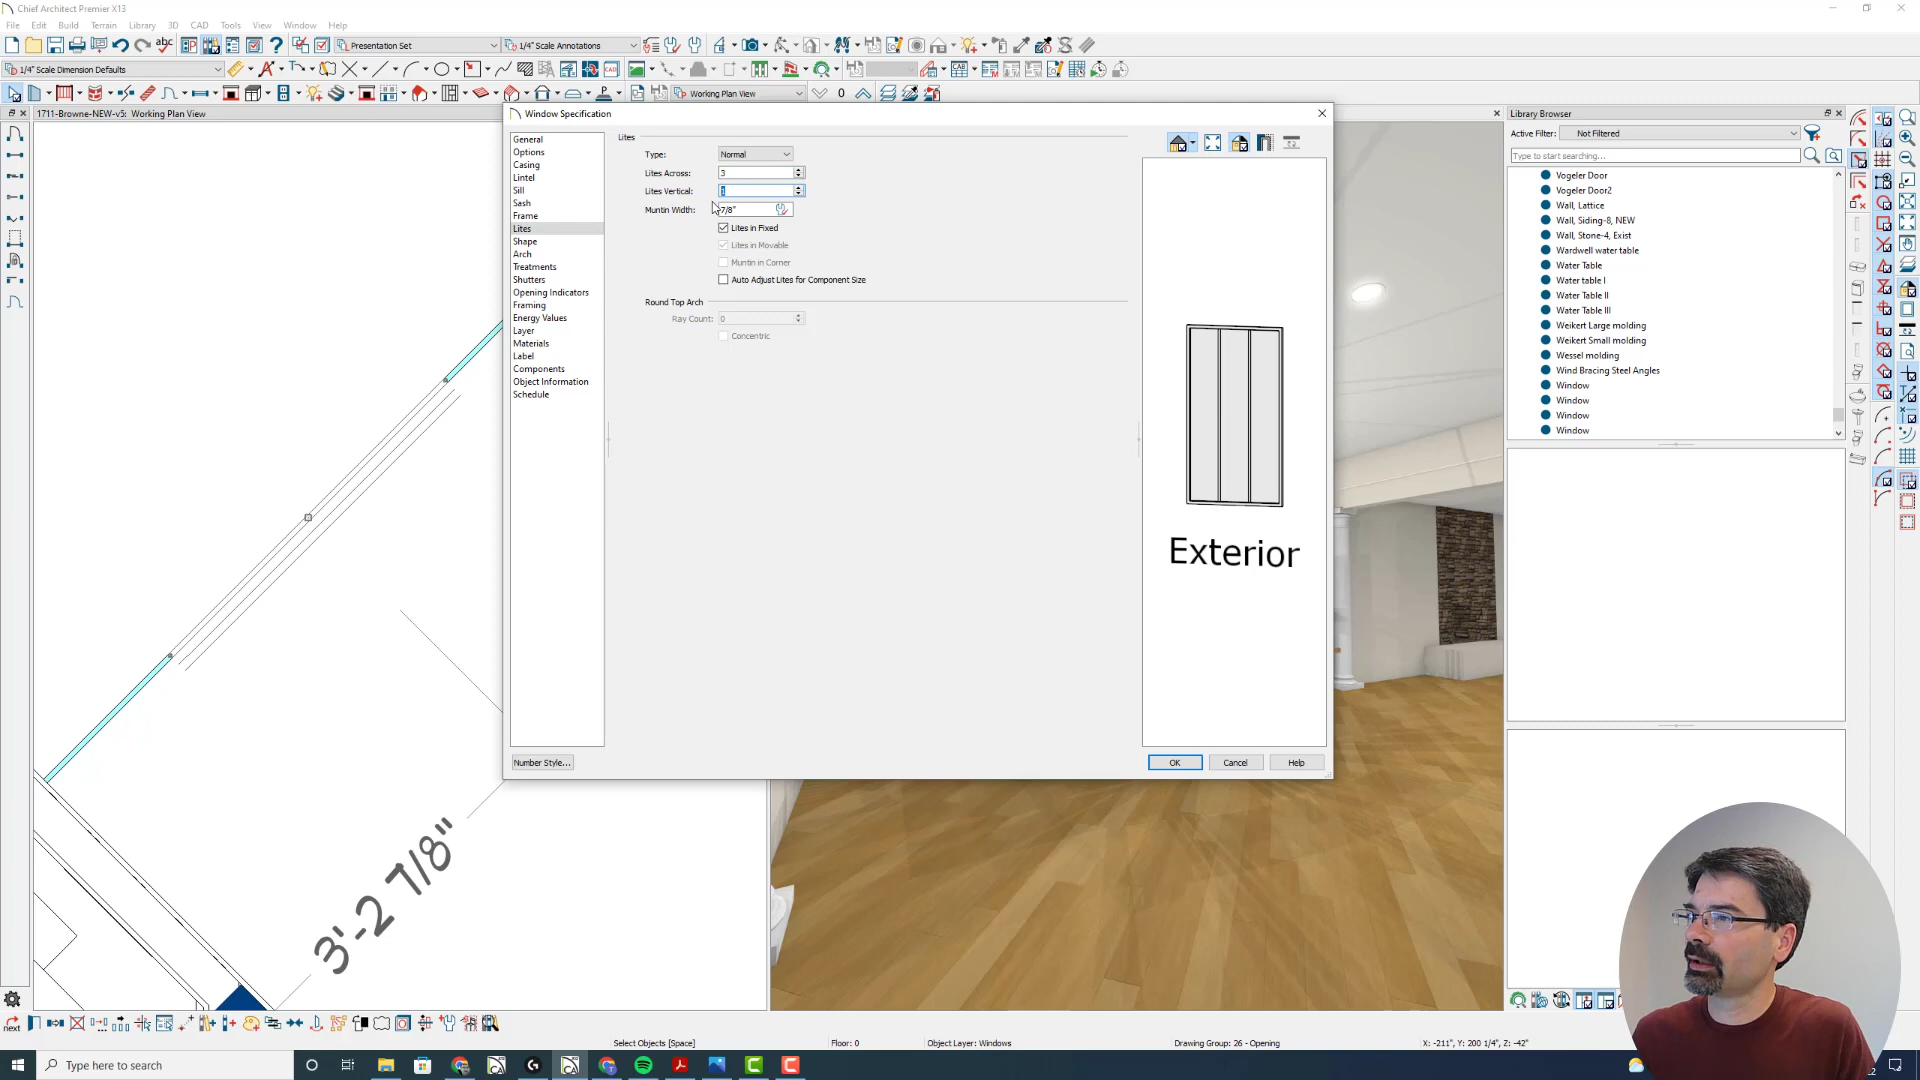 Chief Architect Premier X13
File Edit Build Terrain Library 3D CAD Tools View Window Help
Presentation Set
1/4" Scale Annotations
1/4" Scale Dimension Defaults
0
Working Plan View
1711-Browne-NEW-v5: Working Plan View
Window Specification
General
Options
Casing
Lintel
Sill
Sash
Frame
Lites
Shape
Arch
Treatments
Shutters
Opening Indicators
Framing
Energy Values
Layer
Materials
Label
Components
Object Information
Schedule
Lites
Type: Normal
Lites Across: 3
Lites Vertical: 1
Muntin Width: 7/8"
Lites in Fixed
Lites in Movable
Muntin in Corner
Auto Adjust Lites for Component Size
Round Top Arch
Ray Count: 0
Concentric
Exterior
Number Style...
OK
Cancel
Help
Library Browser
Active Filter: Not Filtered
Type to start searching...
Vogeler Door
Vogeler Door2
Wall, Lattice
Wall, Siding-8, NEW
Wall, Stone-4, Exist
Wardwell water table
Water Table
Water table I
Water Table II
Water Table III
Weikert Large molding
Weikert Small molding
Wessel molding
Wind Bracing Steel Angles
Window
Window
Window
Window
3'-2 7/8"
next
Select Objects [Space]
Floor: 0
Object Layer: Windows
Drawing Group: 26 - Opening
X: -211", Y: 200 1/4", Z: -42"
Type here to search